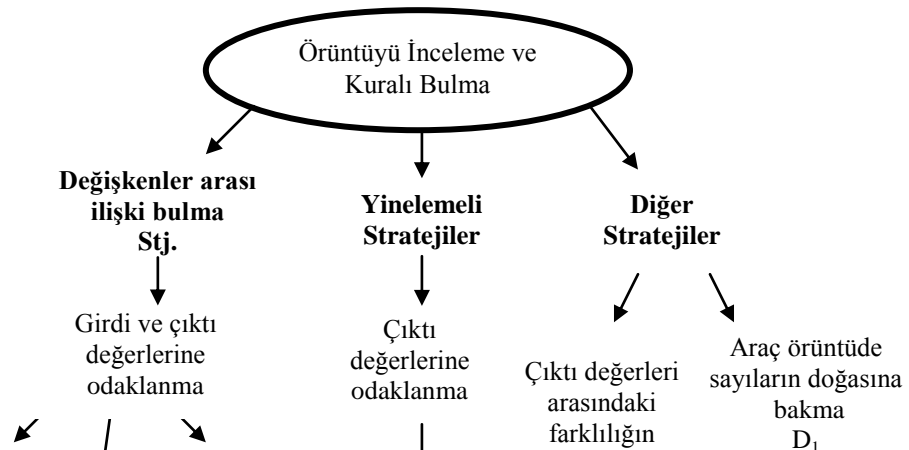 Örüntüyü İnceleme ve
Kuralı Bulma
Değişkenler arası
ilişki bulma
Stj.
Yinelemeli
Stratejiler
Diğer
Stratejiler
Girdi ve çıktı
değerlerine
odaklanma
Çıktı
değerlerine
odaklanma
Çıktı değerleri
arasındaki
farklılığın
Araç örüntüde
sayıların doğasına
bakma
D₁